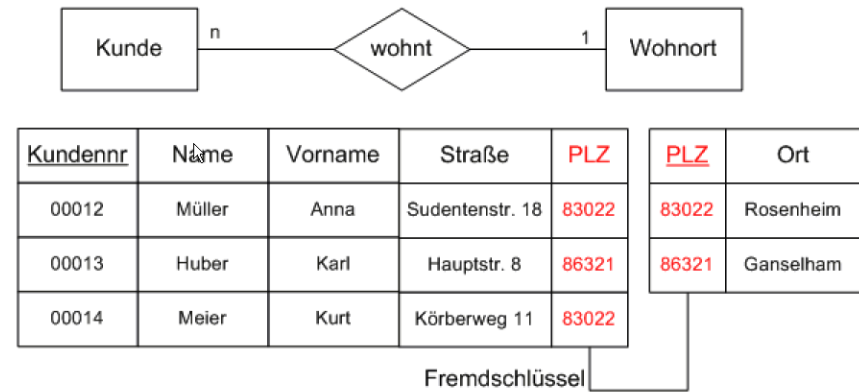 Kunde n wohnt 1 Wohnort
Kundennr Name Vorname Straße PLZ PLZ Ort
00012 Müller Anna Sudentenstr. 18 83022 83022 Rosenheim
00013 Huber Karl Hauptstr. 8 86321 86321 Ganselham
00014 Meier Kurt Körberweg 11 83022
Fremdschlüssel